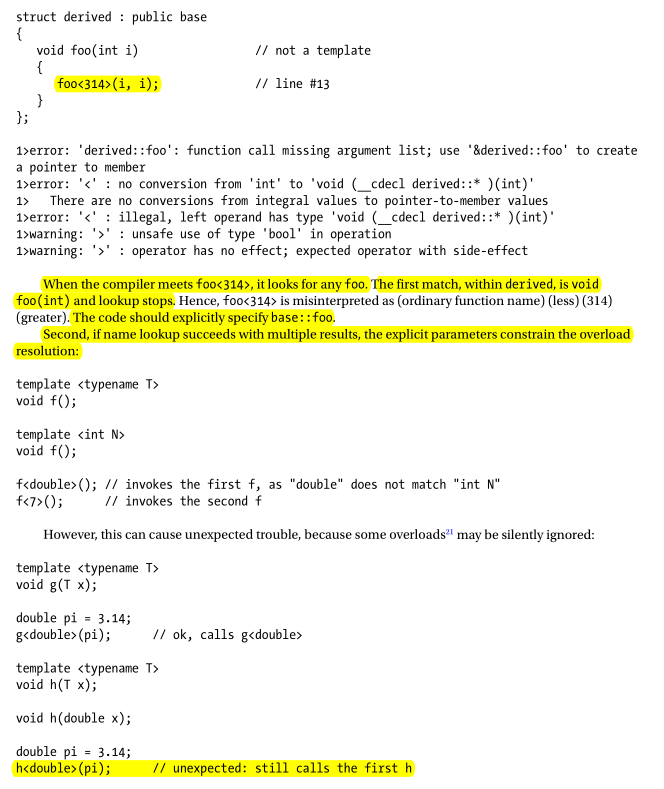 struct derived : public base
{
void foo(int i) // not a template
{
foo<314>(i, i); // line #13
}
};
1>error: 'derived::foo': function call missing argument list; use '&derived::foo' to create
a pointer to member
1>error: '<' : no conversion from 'int' to 'void (__cdecl derived::* )(int)'
1> There are no conversions from integral values to pointer-to-member values
1>error: '<' : illegal, left operand has type 'void (__cdecl derived::* )(int)'
1>warning: '>' : unsafe use of type 'bool' in operation
1>warning: '>' : operator has no effect; expected operator with side-effect
When the compiler meets foo<314>, it looks for any foo. The first match, within derived, is void
foo(int) and lookup stops. Hence, foo<314> is misinterpreted as (ordinary function name) (less) (314)
(greater). The code should explicitly specify base::foo.
Second, if name lookup succeeds with multiple results, the explicit parameters constrain the overload
resolution:
template <typename T>
void f();
template <int N>
void f();
f<double>(); // invokes the first f, as "double" does not match "int N"
f<7>(); // invokes the second f
However, this can cause unexpected trouble, because some overloads21 may be silently ignored:
template <typename T>
void g(T x);
double pi = 3.14;
g<double>(pi); // ok, calls g<double>
template <typename T>
void h(T x);
void h(double x);
double pi = 3.14;
h<double>(pi); // unexpected: still calls the first h